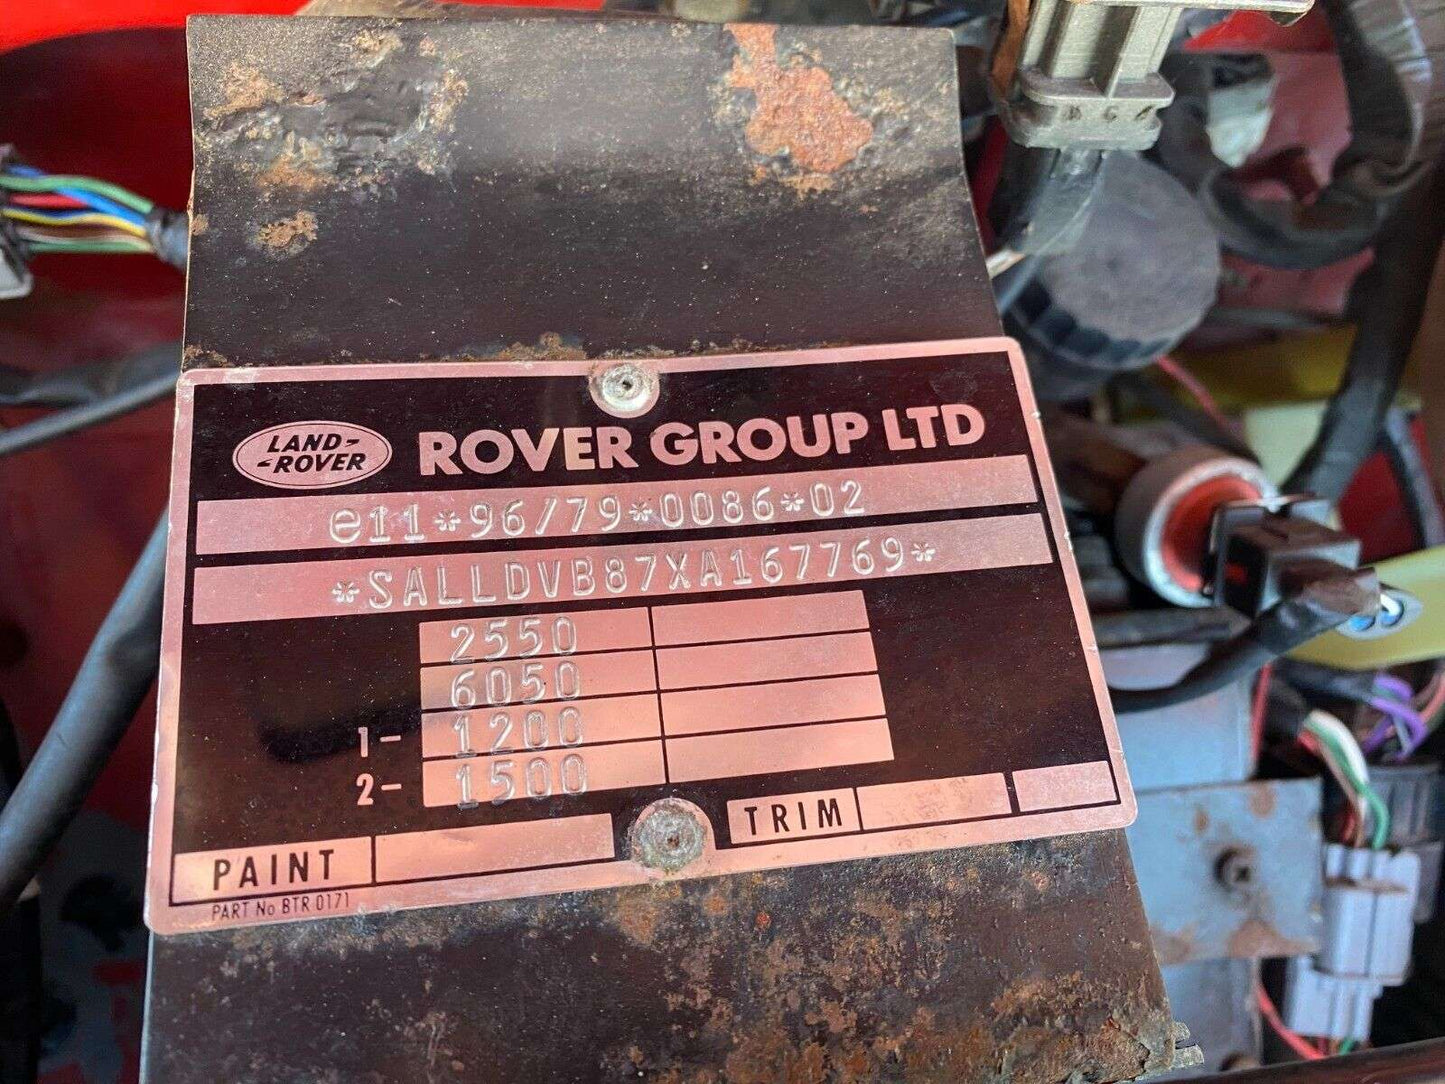 LAND-
-ROVER
ROVER GROUP LTD
e11*96/79*0086*02
*SALLDVB87XA167769*
2550
6050
1- 1200
2- 1500
PAINT
TRIM
PART No BTR 0171